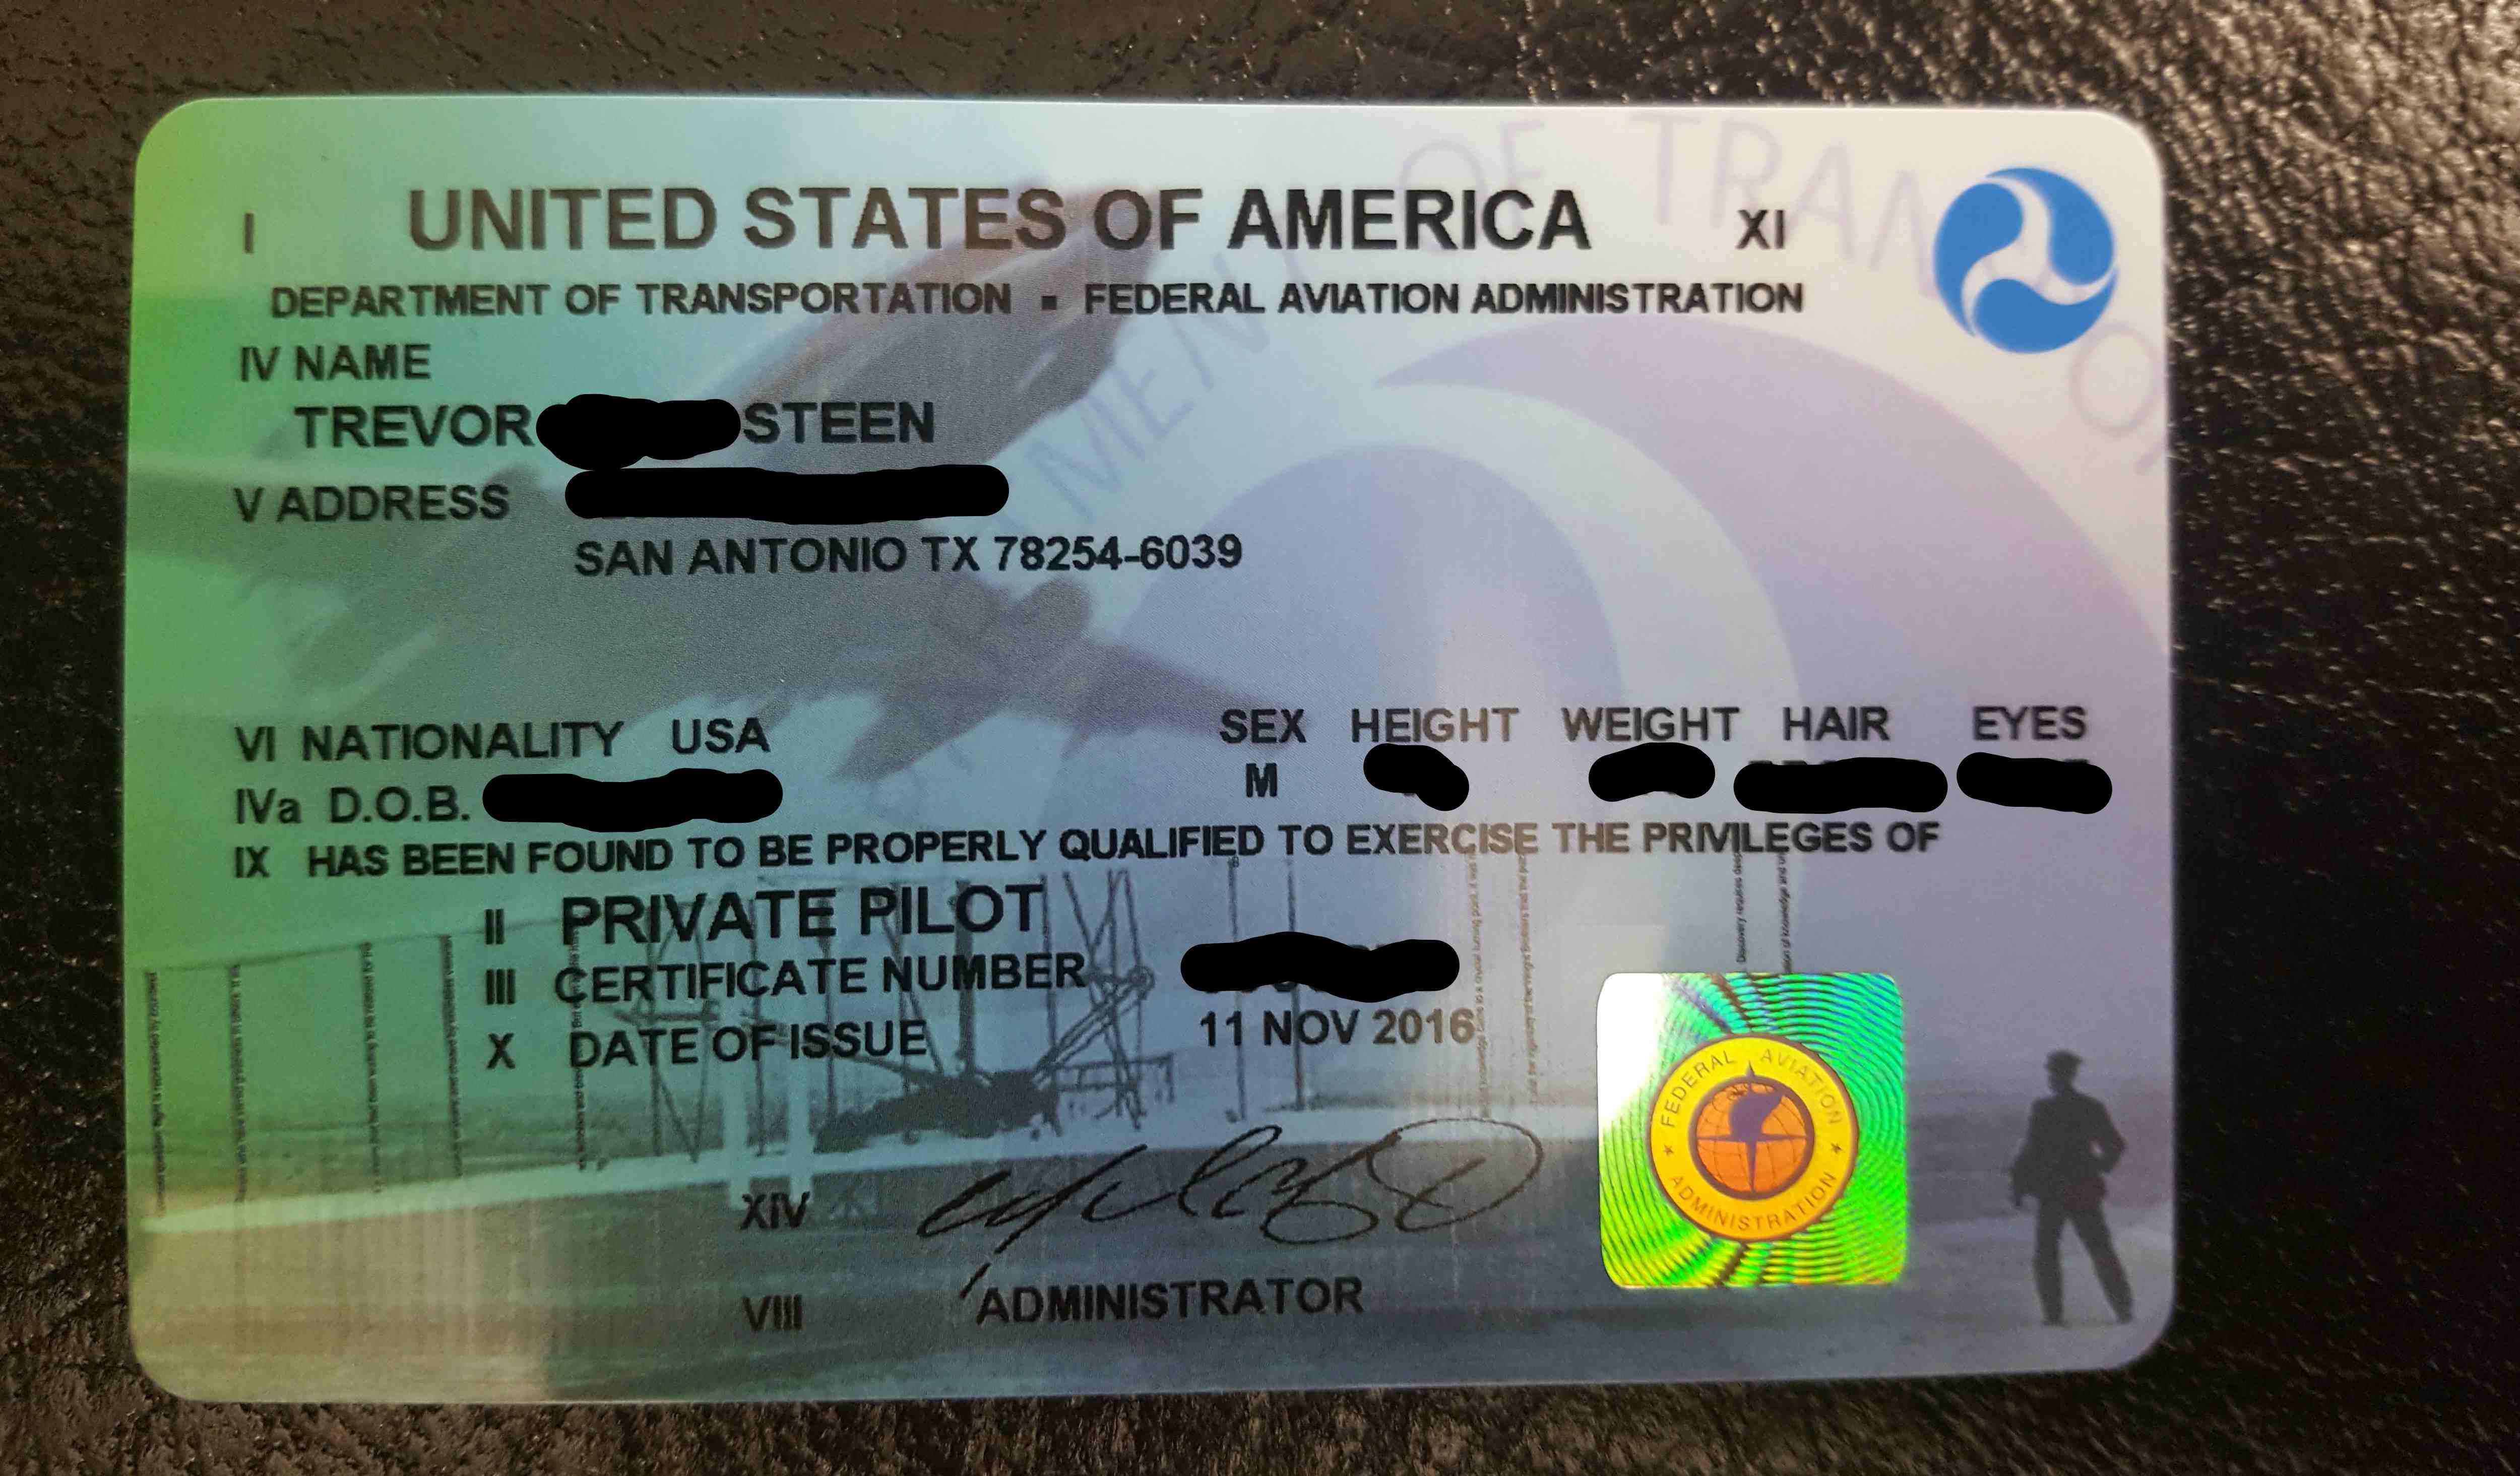 I UNITED STATES OF AMERICA XI
DEPARTMENT OF TRANSPORTATION ▪ FEDERAL AVIATION ADMINISTRATION
IV NAME
TREVOR STEEN
V ADDRESS
SAN ANTONIO TX 78254-6039
VI NATIONALITY USA SEX HEIGHT WEIGHT HAIR EYES
M
IVa D.O.B.
IX HAS BEEN FOUND TO BE PROPERLY QUALIFIED TO EXERCISE THE PRIVILEGES OF
II PRIVATE PILOT
III CERTIFICATE NUMBER
X DATE OF ISSUE 11 NOV 2016
XIV
VIII ADMINISTRATOR
FEDERAL AVIATION
★ ADMINISTRATION ★